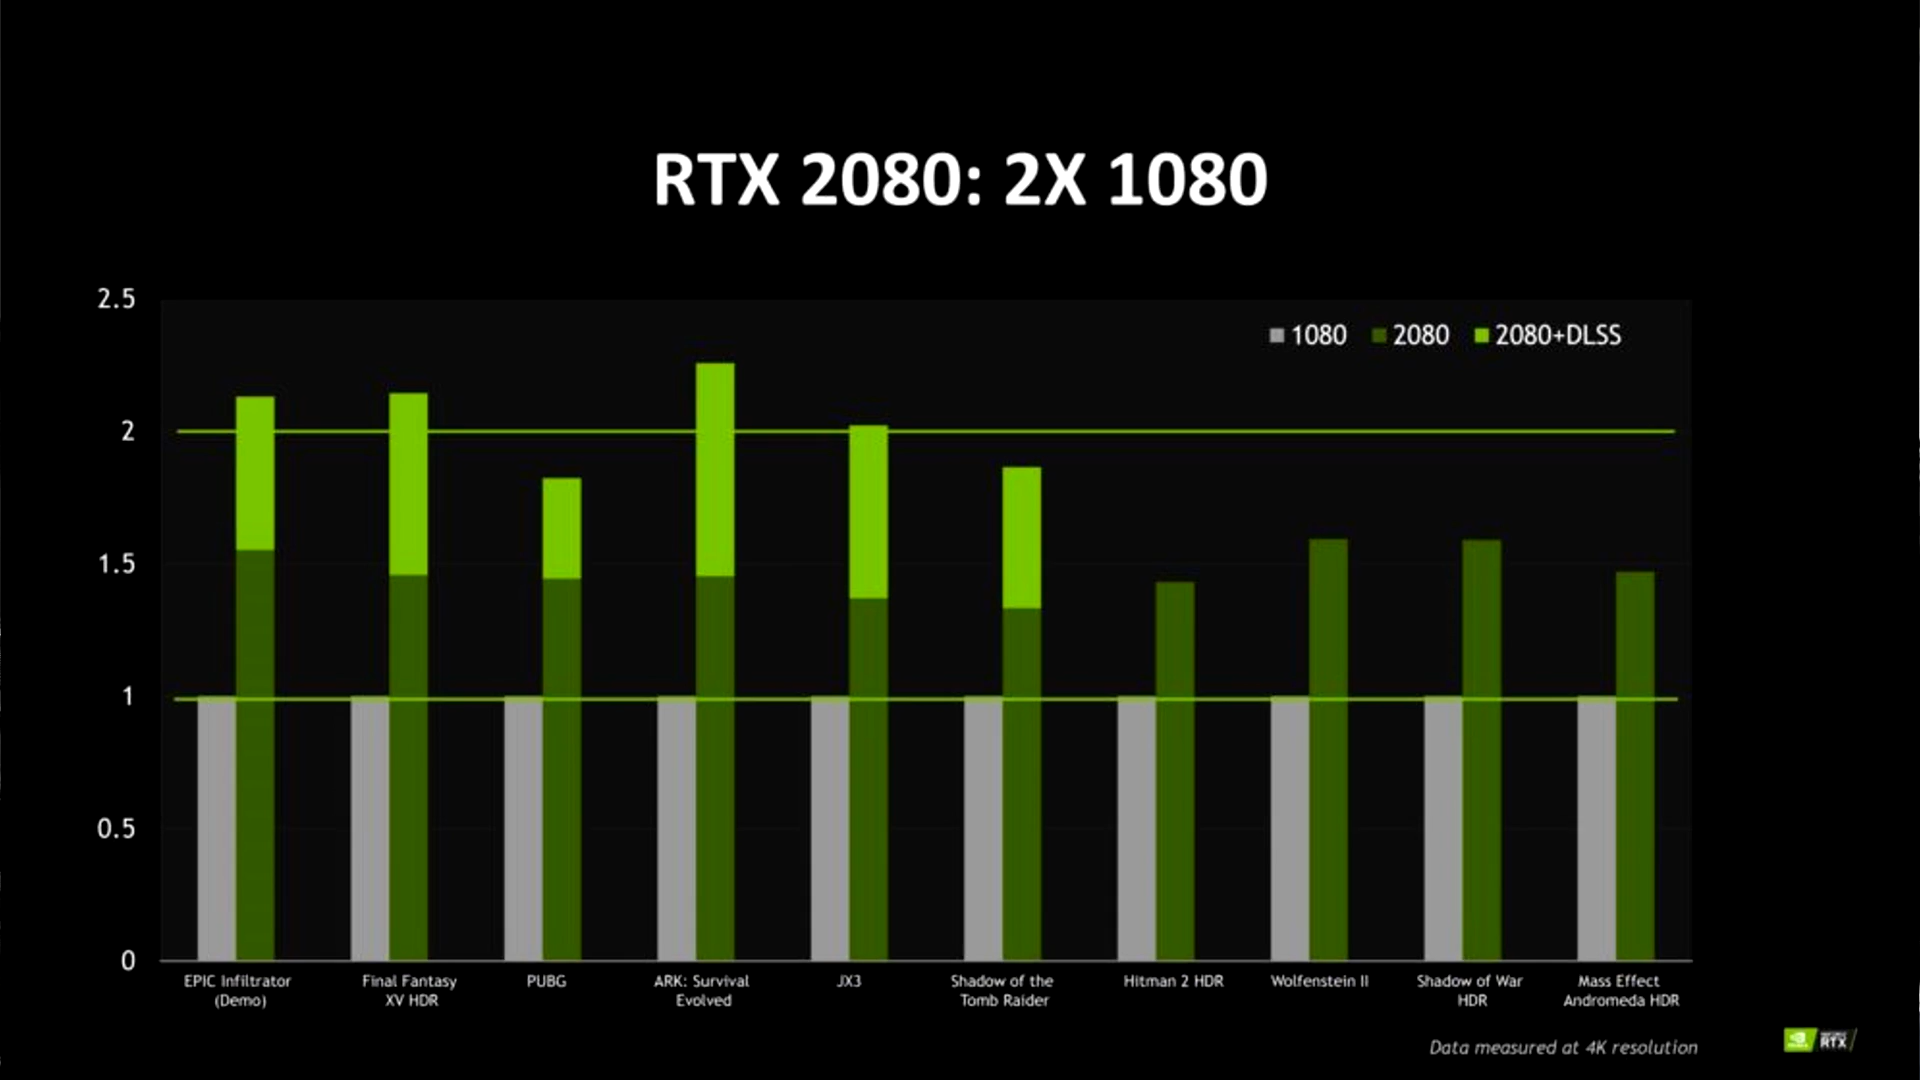 RTX 2080: 2X 1080
2.5
1080 2080 2080+DLSS
2
1.5
1
0.5
0
EPIC Infiltrator
(Demo)
Final Fantasy
XV HDR
PUBG
ARK: Survival
Evolved
JX3
Shadow of the
Tomb Raider
Hitman 2 HDR
Wolfenstein II
Shadow of War
HDR
Mass Effect
Andromeda HDR
Data measured at 4K resolution
RTX